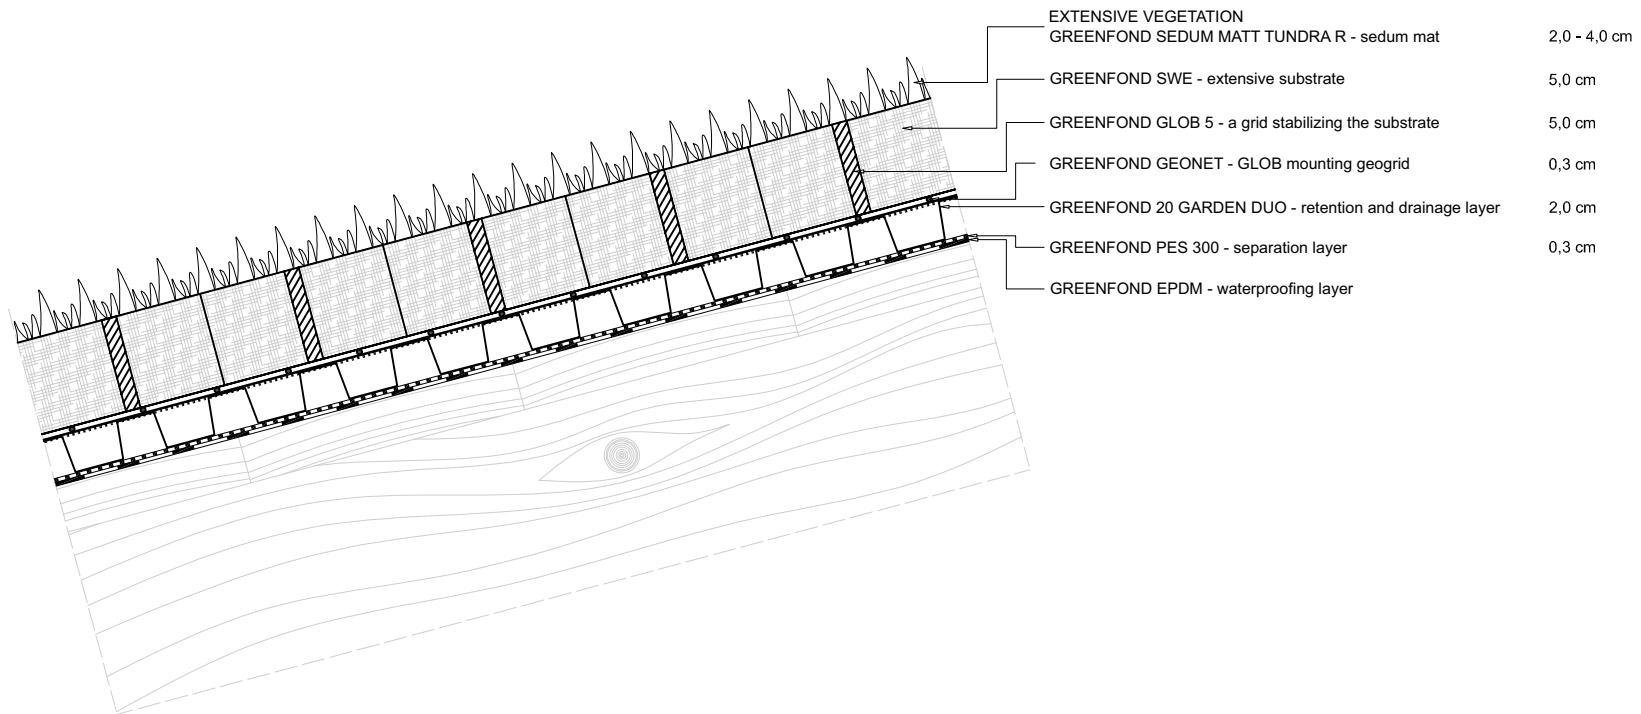 EXTENSIVE VEGETATION
GREENFOND SEDUM MATT TUNDRA R - sedum mat 2,0 - 4,0 cm
GREENFOND SWE - extensive substrate 5,0 cm
GREENFOND GLOB 5 - a grid stabilizing the substrate 5,0 cm
GREENFOND GEONET - GLOB mounting geogrid 0,3 cm
GREENFOND 20 GARDEN DUO - retention and drainage layer 2,0 cm
GREENFOND PES 300 - separation layer 0,3 cm
GREENFOND EPDM - waterproofing layer